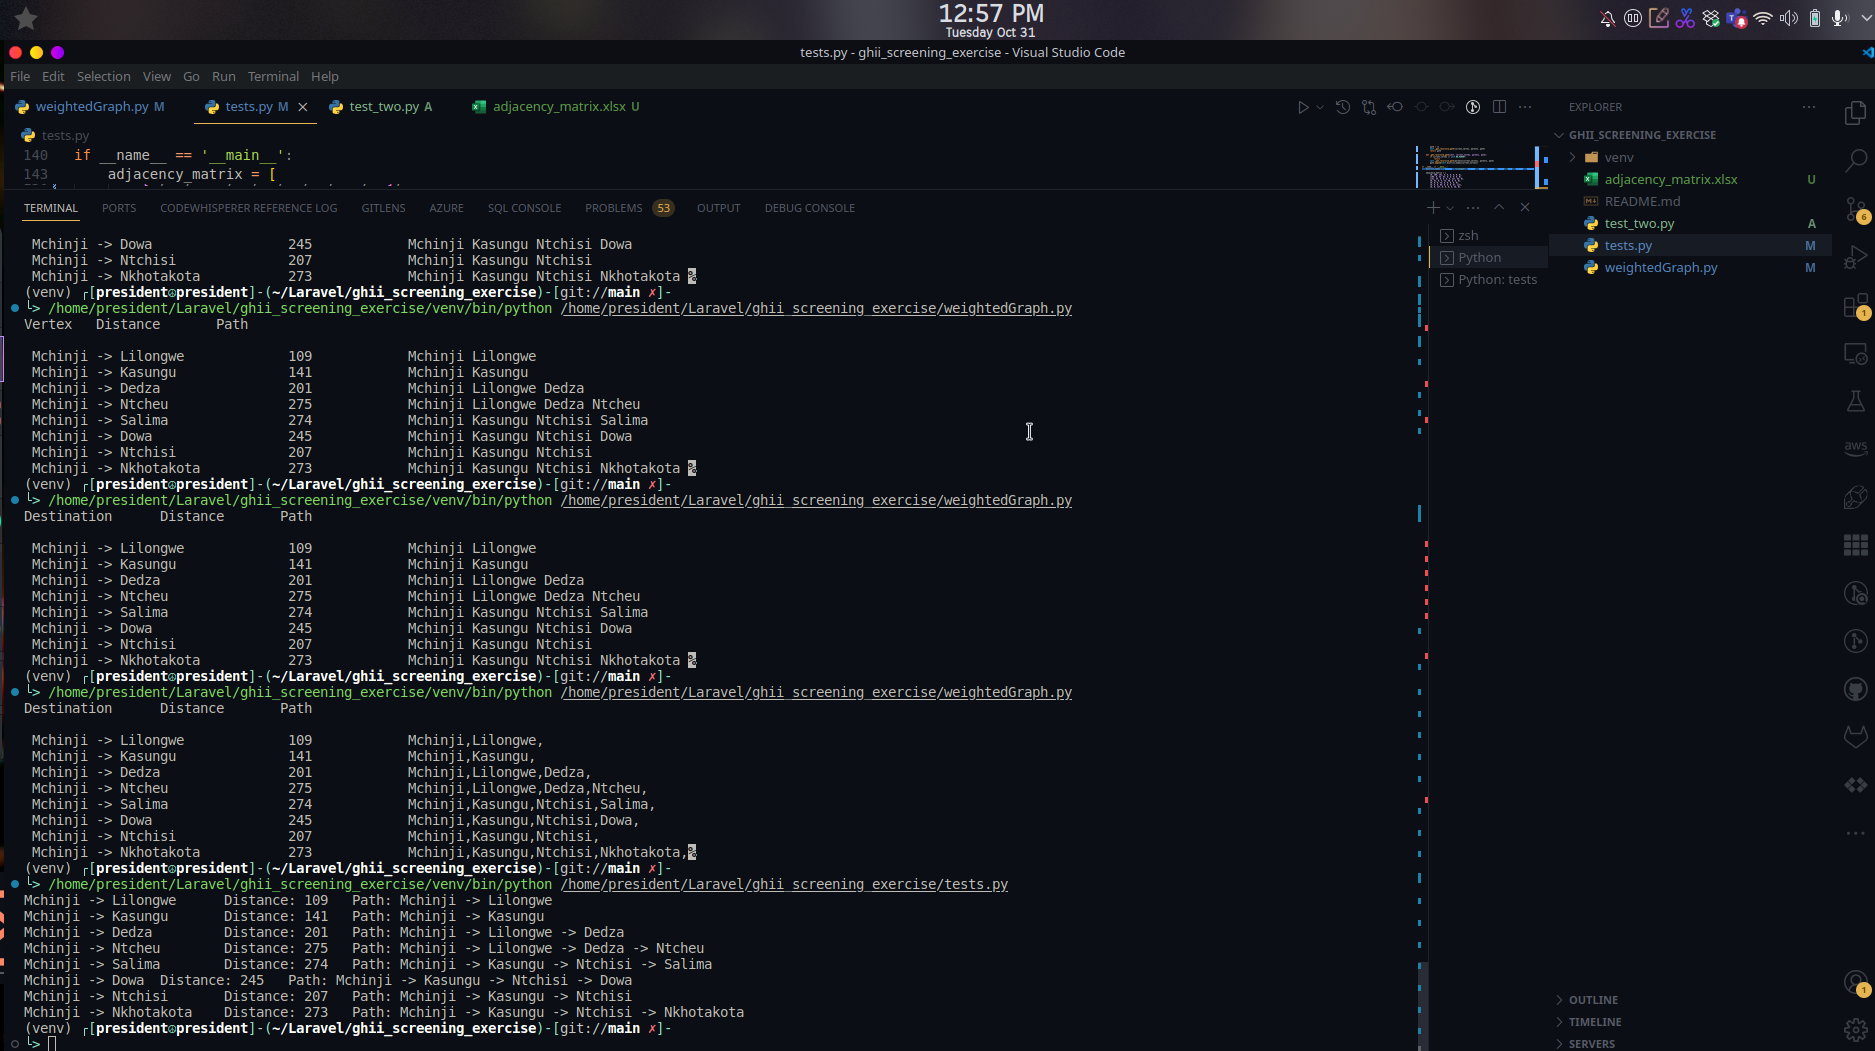 12:57 PM
Tuesday Oct 31
tests.py - ghii_screening_exercise - Visual Studio Code
File Edit Selection View Go Run Terminal Help
weightedGraph.py M tests.py M test_two.py A adjacency_matrix.xlsx U
tests.py
140 if __name__ == '__main__':
143 adjacency_matrix = [
TERMINAL PORTS CODEWHISPERER REFERENCE LOG GITLENS AZURE SQL CONSOLE PROBLEMS 53 OUTPUT DEBUG CONSOLE
Mchinji -> Dowa 245 Mchinji Kasungu Ntchisi Dowa
Mchinji -> Ntchisi 207 Mchinji Kasungu Ntchisi
Mchinji -> Nkhotakota 273 Mchinji Kasungu Ntchisi Nkhotakota %
(venv) ┌[president☮president]-(~/Laravel/ghii_screening_exercise)-[git://main ✗]-
└> /home/president/Laravel/ghii_screening_exercise/venv/bin/python /home/president/Laravel/ghii_screening_exercise/weightedGraph.py
Vertex Distance Path
Mchinji -> Lilongwe 109 Mchinji Lilongwe
Mchinji -> Kasungu 141 Mchinji Kasungu
Mchinji -> Dedza 201 Mchinji Lilongwe Dedza
Mchinji -> Ntcheu 275 Mchinji Lilongwe Dedza Ntcheu
Mchinji -> Salima 274 Mchinji Kasungu Ntchisi Salima
Mchinji -> Dowa 245 Mchinji Kasungu Ntchisi Dowa
Mchinji -> Ntchisi 207 Mchinji Kasungu Ntchisi
Mchinji -> Nkhotakota 273 Mchinji Kasungu Ntchisi Nkhotakota %
(venv) ┌[president☮president]-(~/Laravel/ghii_screening_exercise)-[git://main ✗]-
└> /home/president/Laravel/ghii_screening_exercise/venv/bin/python /home/president/Laravel/ghii_screening_exercise/weightedGraph.py
Destination Distance Path
Mchinji -> Lilongwe 109 Mchinji Lilongwe
Mchinji -> Kasungu 141 Mchinji Kasungu
Mchinji -> Dedza 201 Mchinji Lilongwe Dedza
Mchinji -> Ntcheu 275 Mchinji Lilongwe Dedza Ntcheu
Mchinji -> Salima 274 Mchinji Kasungu Ntchisi Salima
Mchinji -> Dowa 245 Mchinji Kasungu Ntchisi Dowa
Mchinji -> Ntchisi 207 Mchinji Kasungu Ntchisi
Mchinji -> Nkhotakota 273 Mchinji Kasungu Ntchisi Nkhotakota %
(venv) ┌[president☮president]-(~/Laravel/ghii_screening_exercise)-[git://main ✗]-
└> /home/president/Laravel/ghii_screening_exercise/venv/bin/python /home/president/Laravel/ghii_screening_exercise/weightedGraph.py
Destination Distance Path
Mchinji -> Lilongwe 109 Mchinji,Lilongwe,
Mchinji -> Kasungu 141 Mchinji,Kasungu,
Mchinji -> Dedza 201 Mchinji,Lilongwe,Dedza,
Mchinji -> Ntcheu 275 Mchinji,Lilongwe,Dedza,Ntcheu,
Mchinji -> Salima 274 Mchinji,Kasungu,Ntchisi,Salima,
Mchinji -> Dowa 245 Mchinji,Kasungu,Ntchisi,Dowa,
Mchinji -> Ntchisi 207 Mchinji,Kasungu,Ntchisi,
Mchinji -> Nkhotakota 273 Mchinji,Kasungu,Ntchisi,Nkhotakota,%
(venv) ┌[president☮president]-(~/Laravel/ghii_screening_exercise)-[git://main ✗]-
└> /home/president/Laravel/ghii_screening_exercise/venv/bin/python /home/president/Laravel/ghii_screening_exercise/tests.py
Mchinji -> Lilongwe Distance: 109 Path: Mchinji -> Lilongwe
Mchinji -> Kasungu Distance: 141 Path: Mchinji -> Kasungu
Mchinji -> Dedza Distance: 201 Path: Mchinji -> Lilongwe -> Dedza
Mchinji -> Ntcheu Distance: 275 Path: Mchinji -> Lilongwe -> Dedza -> Ntcheu
Mchinji -> Salima Distance: 274 Path: Mchinji -> Kasungu -> Ntchisi -> Salima
Mchinji -> Dowa Distance: 245 Path: Mchinji -> Kasungu -> Ntchisi -> Dowa
Mchinji -> Ntchisi Distance: 207 Path: Mchinji -> Kasungu -> Ntchisi
Mchinji -> Nkhotakota Distance: 273 Path: Mchinji -> Kasungu -> Ntchisi -> Nkhotakota
(venv) ┌[president☮president]-(~/Laravel/ghii_screening_exercise)-[git://main ✗]-
└>
zsh
Python
Python: tests
EXPLORER
GHII_SCREENING_EXERCISE
venv
adjacency_matrix.xlsx U
README.md
test_two.py A
tests.py M
weightedGraph.py M
OUTLINE
TIMELINE
SERVERS
6
1
aws
1